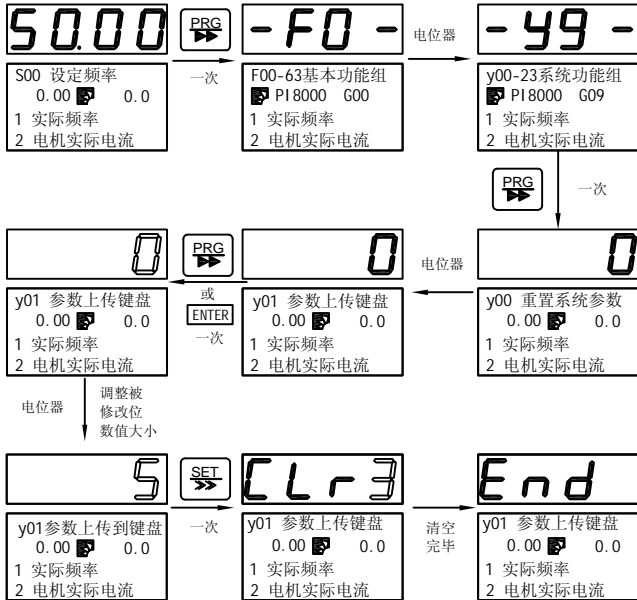 50.00
PRG
一次
- F0 -
电位器
- y9 -
S00 设定频率
0.00 0.0
1 实际频率
2 电机实际电流
F00-63基本功能组
PI8000 G00
1 实际频率
2 电机实际电流
y00-23系统功能组
PI8000 G09
1 实际频率
2 电机实际电流
PRG
一次
0
PRG
或
ENTER
一次
0
电位器
0
y01 参数上传键盘
0.00 0.0
1 实际频率
2 电机实际电流
y01 参数上传键盘
0.00 0.0
1 实际频率
2 电机实际电流
y00 重置系统参数
0.00 0.0
1 实际频率
2 电机实际电流
电位器
调整被
修改位
数值大小
5
SET
一次
CLr3
清空
完毕
End
y01参数上传到键盘
0.00 0.0
1 实际频率
2 电机实际电流
y01 参数上传键盘
0.00 0.0
1 实际频率
2 电机实际电流
y01 参数上传键盘
0.00 0.0
1 实际频率
2 电机实际电流